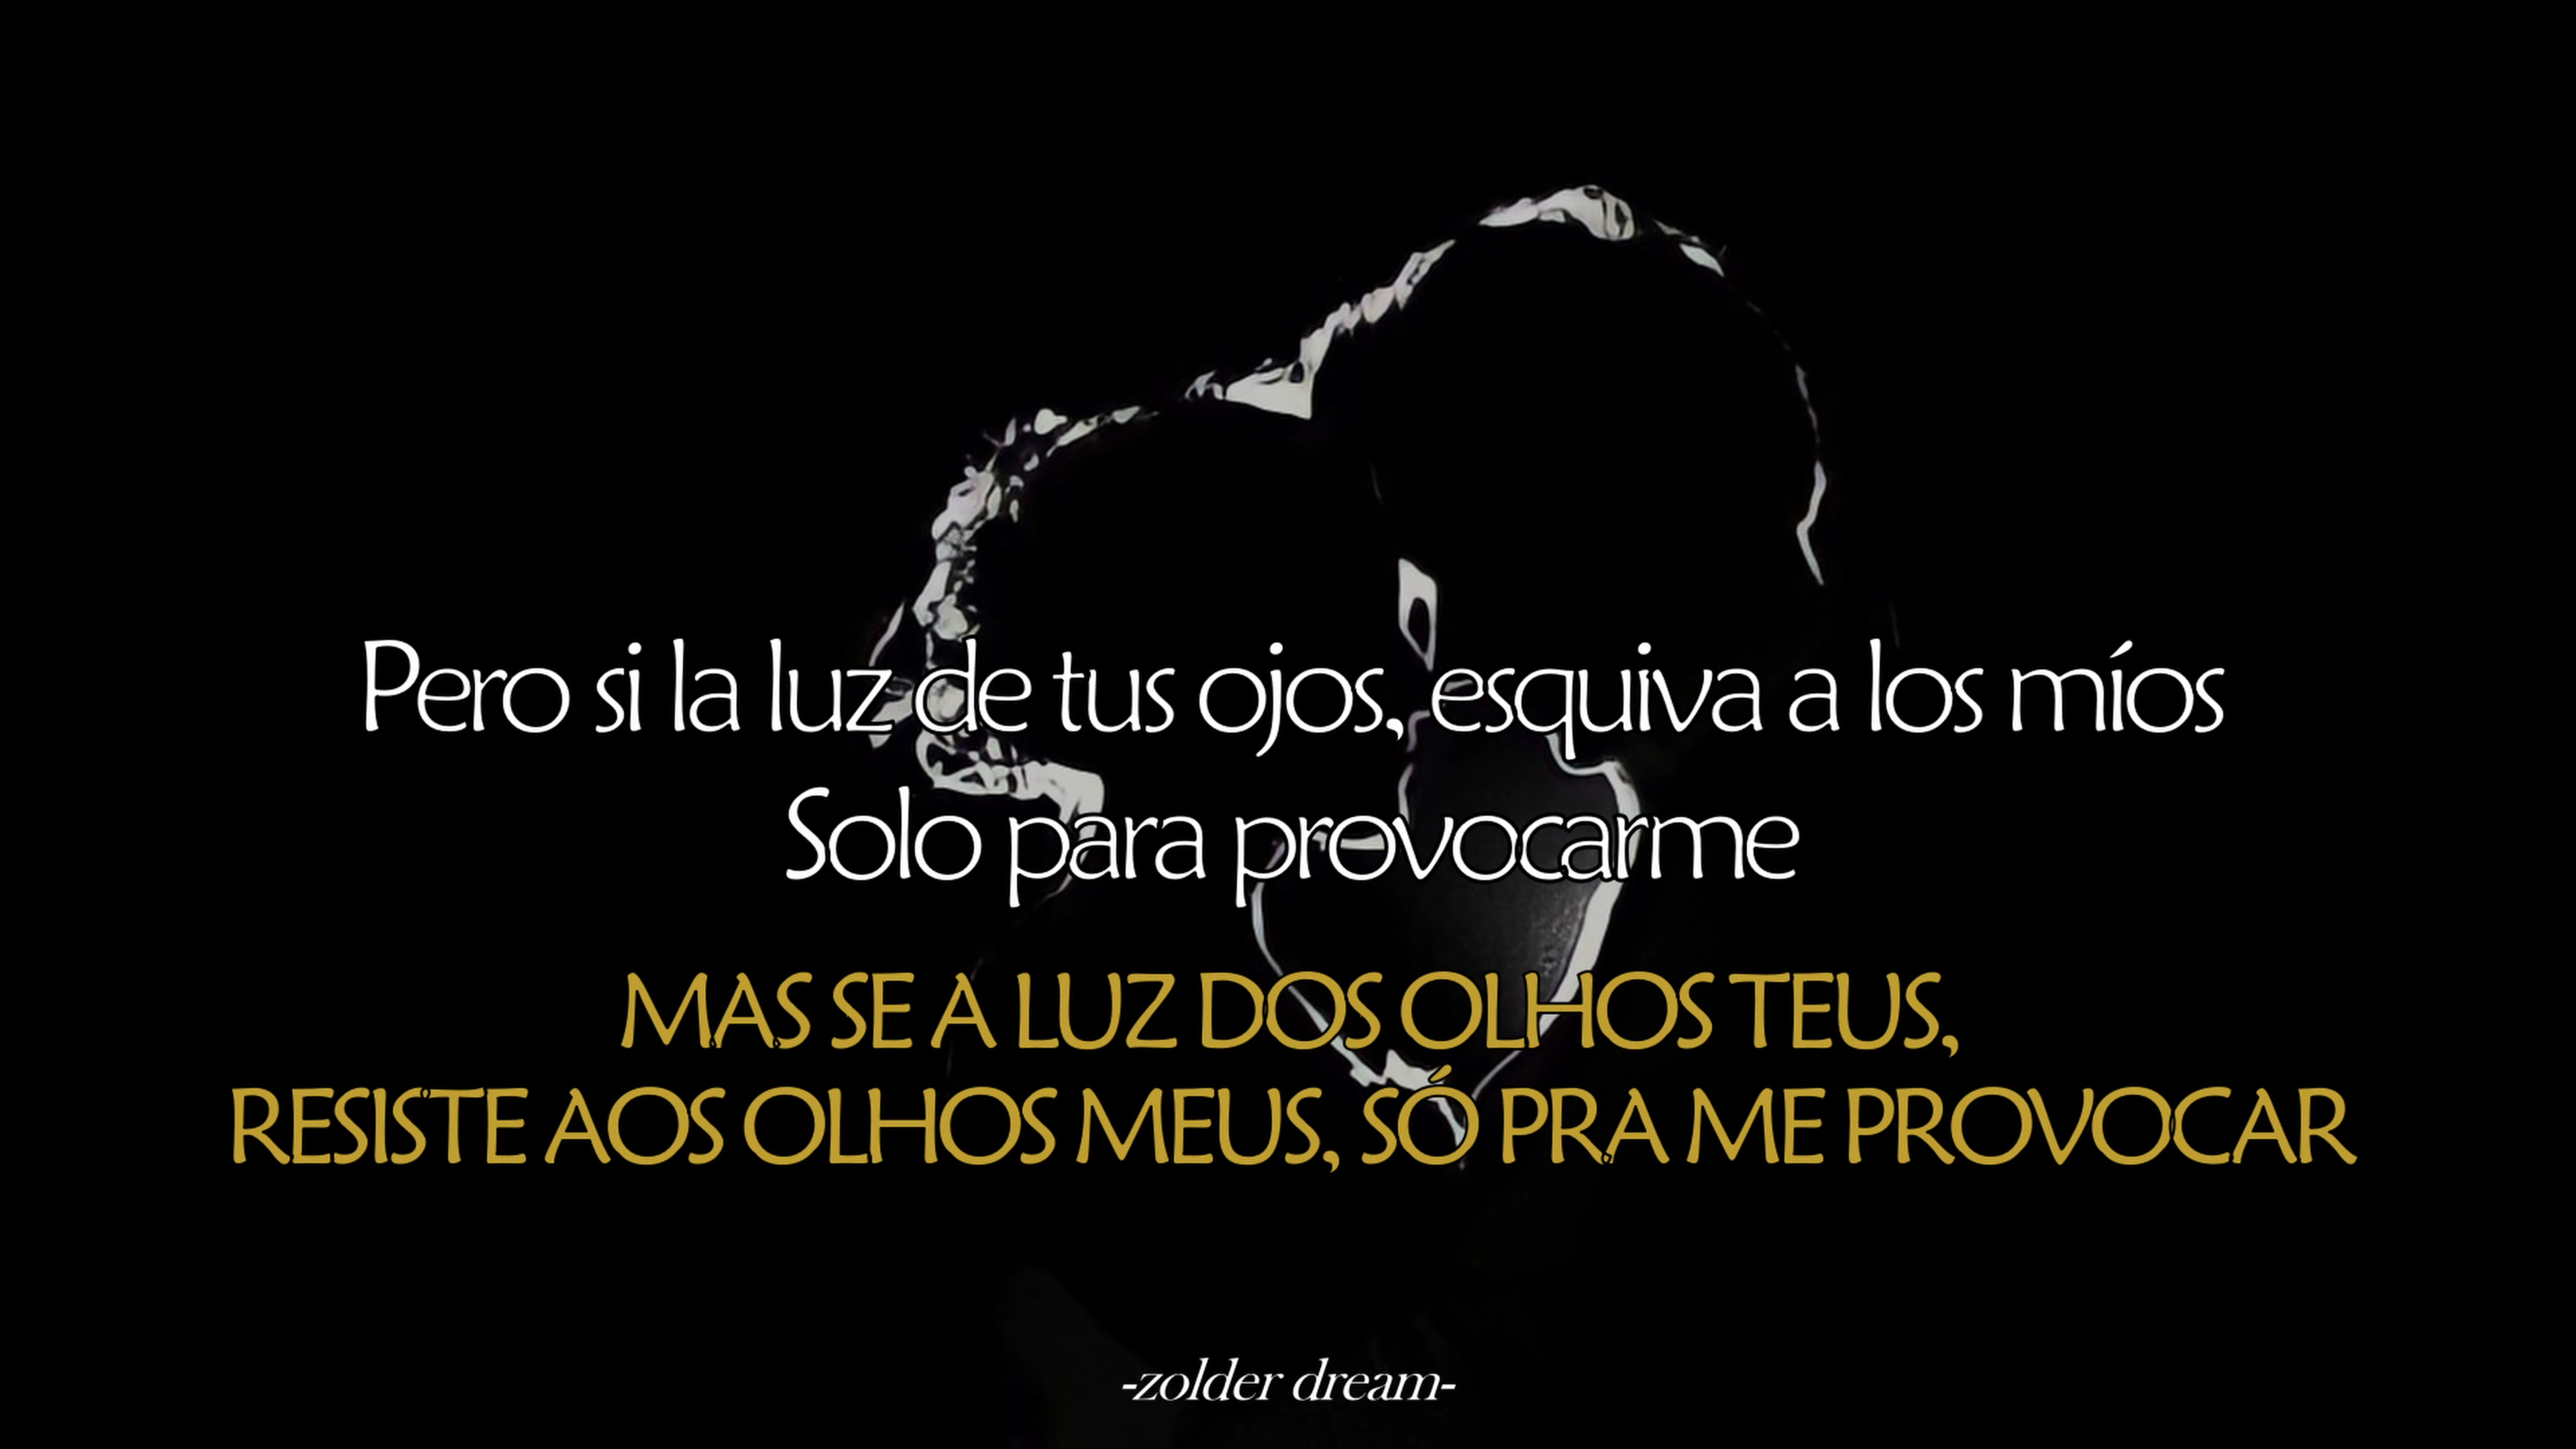 Pero si la luz de tus ojos, esquiva a los míos
Solo para provocarme
MAS SE A LUZ DOS OLHOS TEUS,
RESISTE AOS OLHOS MEUS, SÓ PRA ME PROVOCAR
-zolder dream-